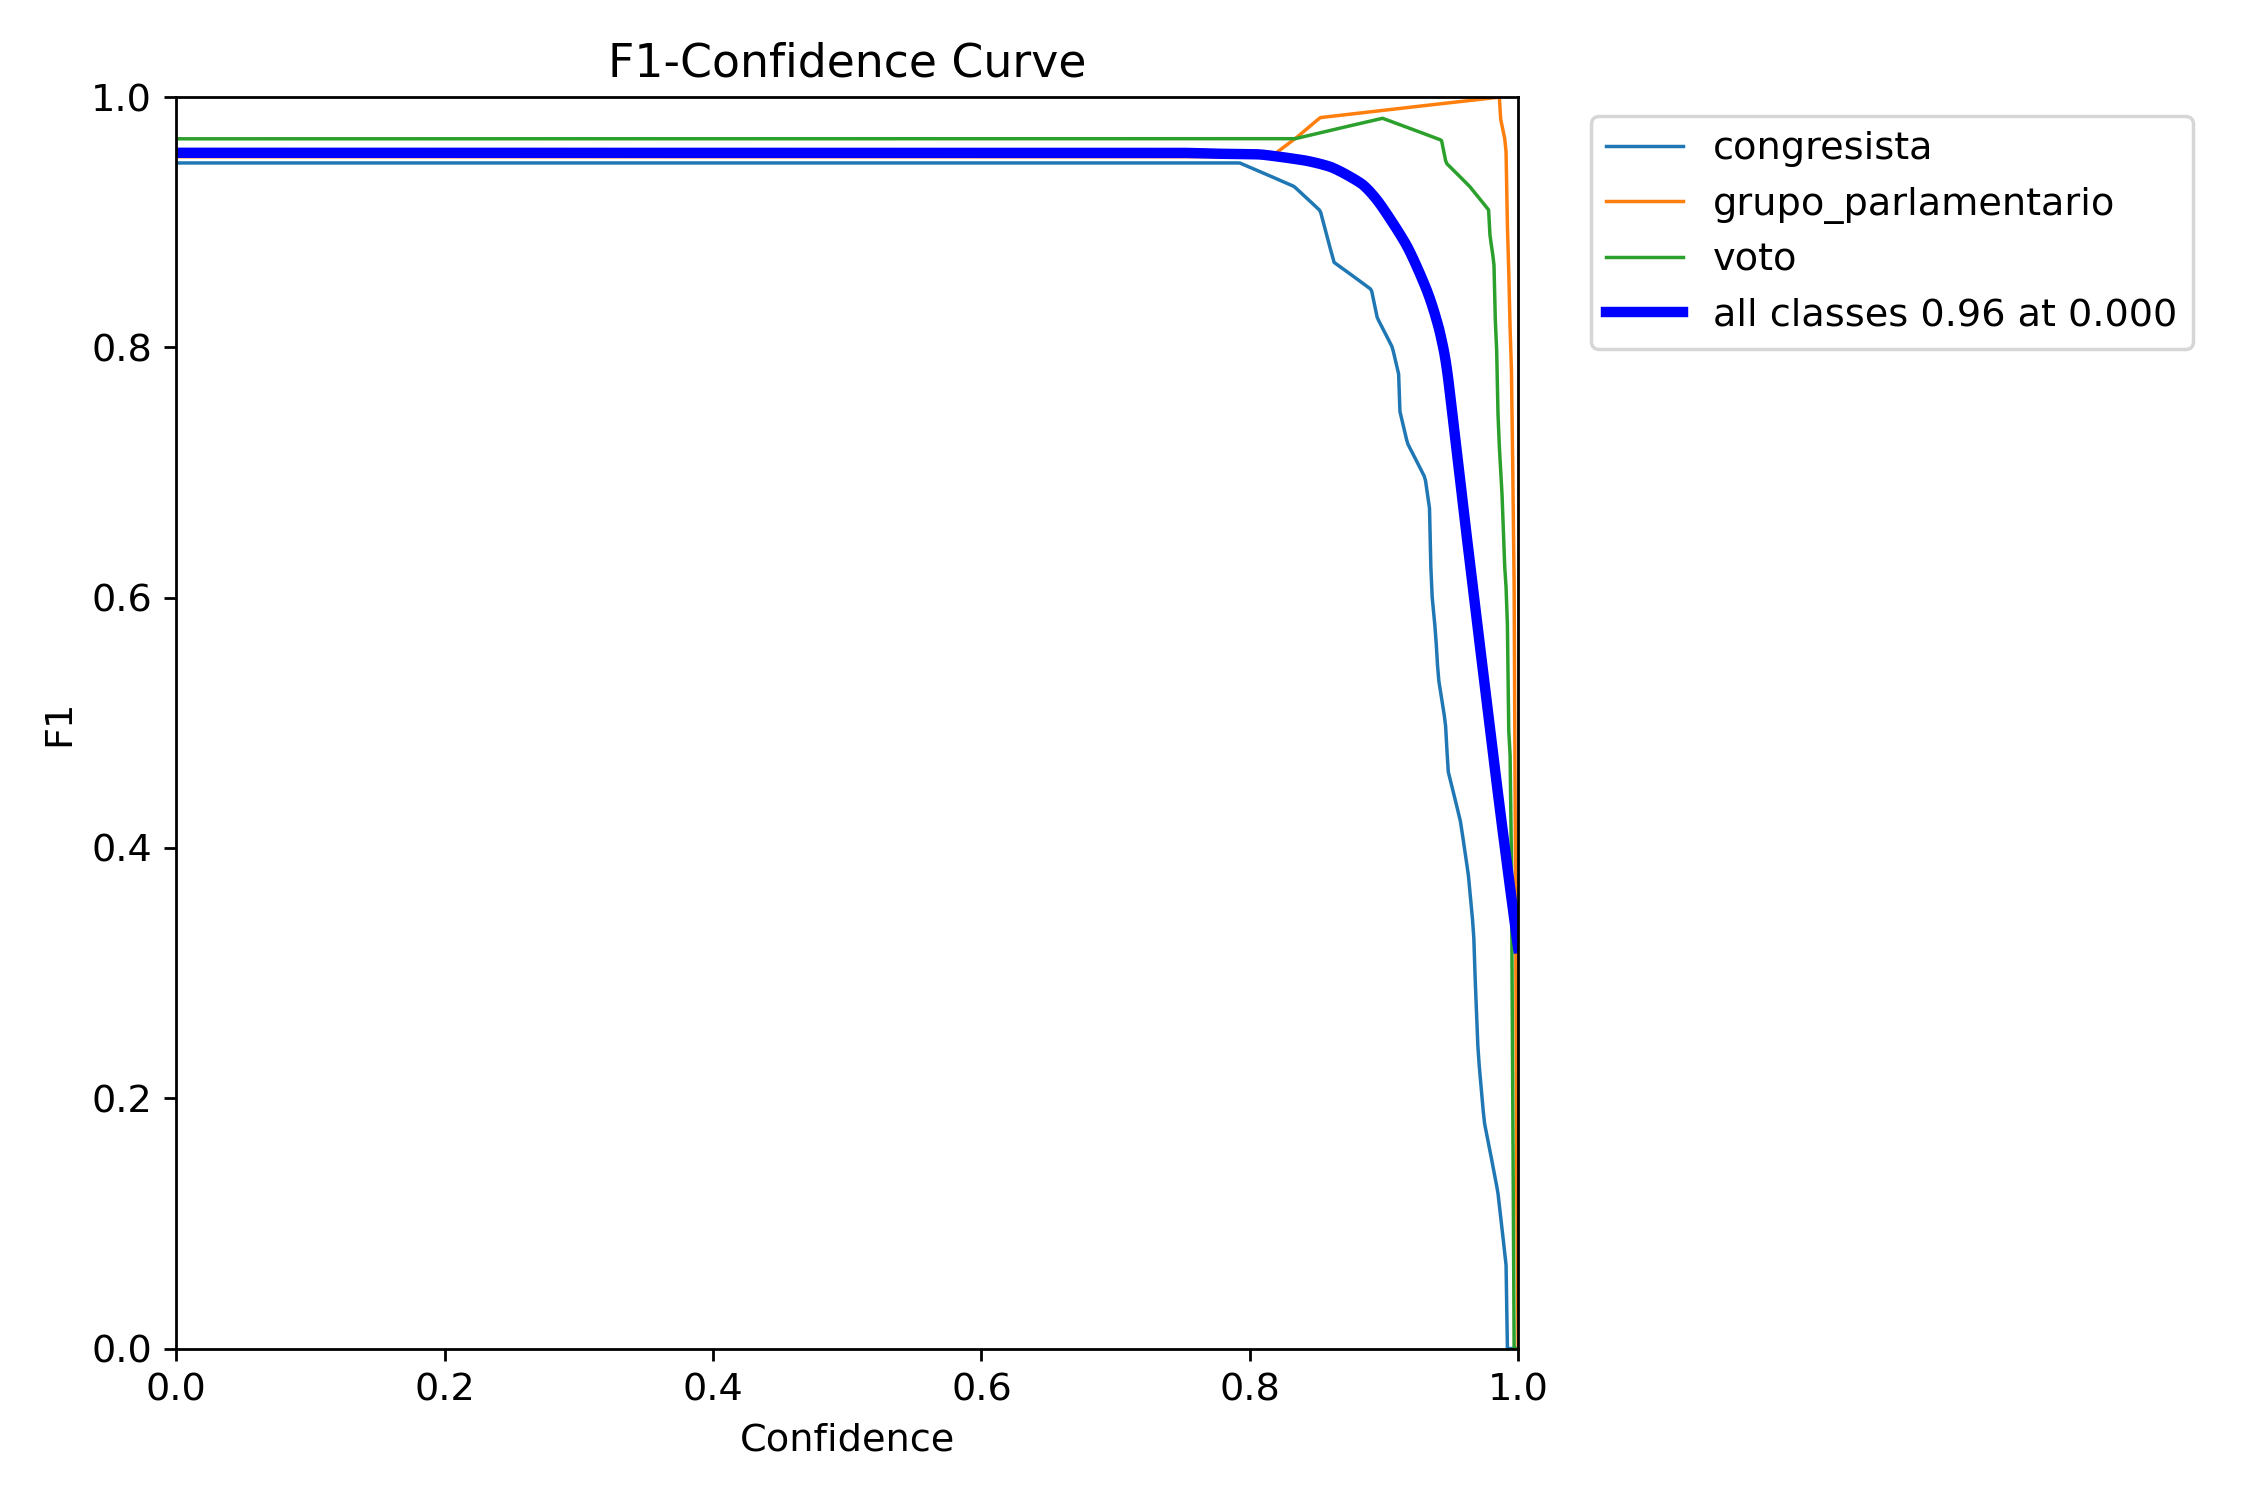 F1-Confidence Curve
1.0
0.8
0.6
0.4
0.2
0.0
F1
0.0 0.2 0.4 0.6 0.8 1.0
Confidence
congresista
grupo_parlamentario
voto
all classes 0.96 at 0.000